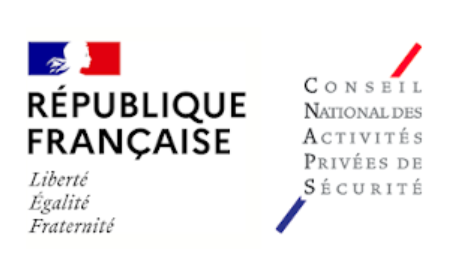 RÉPUBLIQUE
FRANÇAISE
Liberté
Égalité
Fraternité
CONSEIL
NATIONAL DES
ACTIVITÉS
PRIVÉES DE
SÉCURITÉ